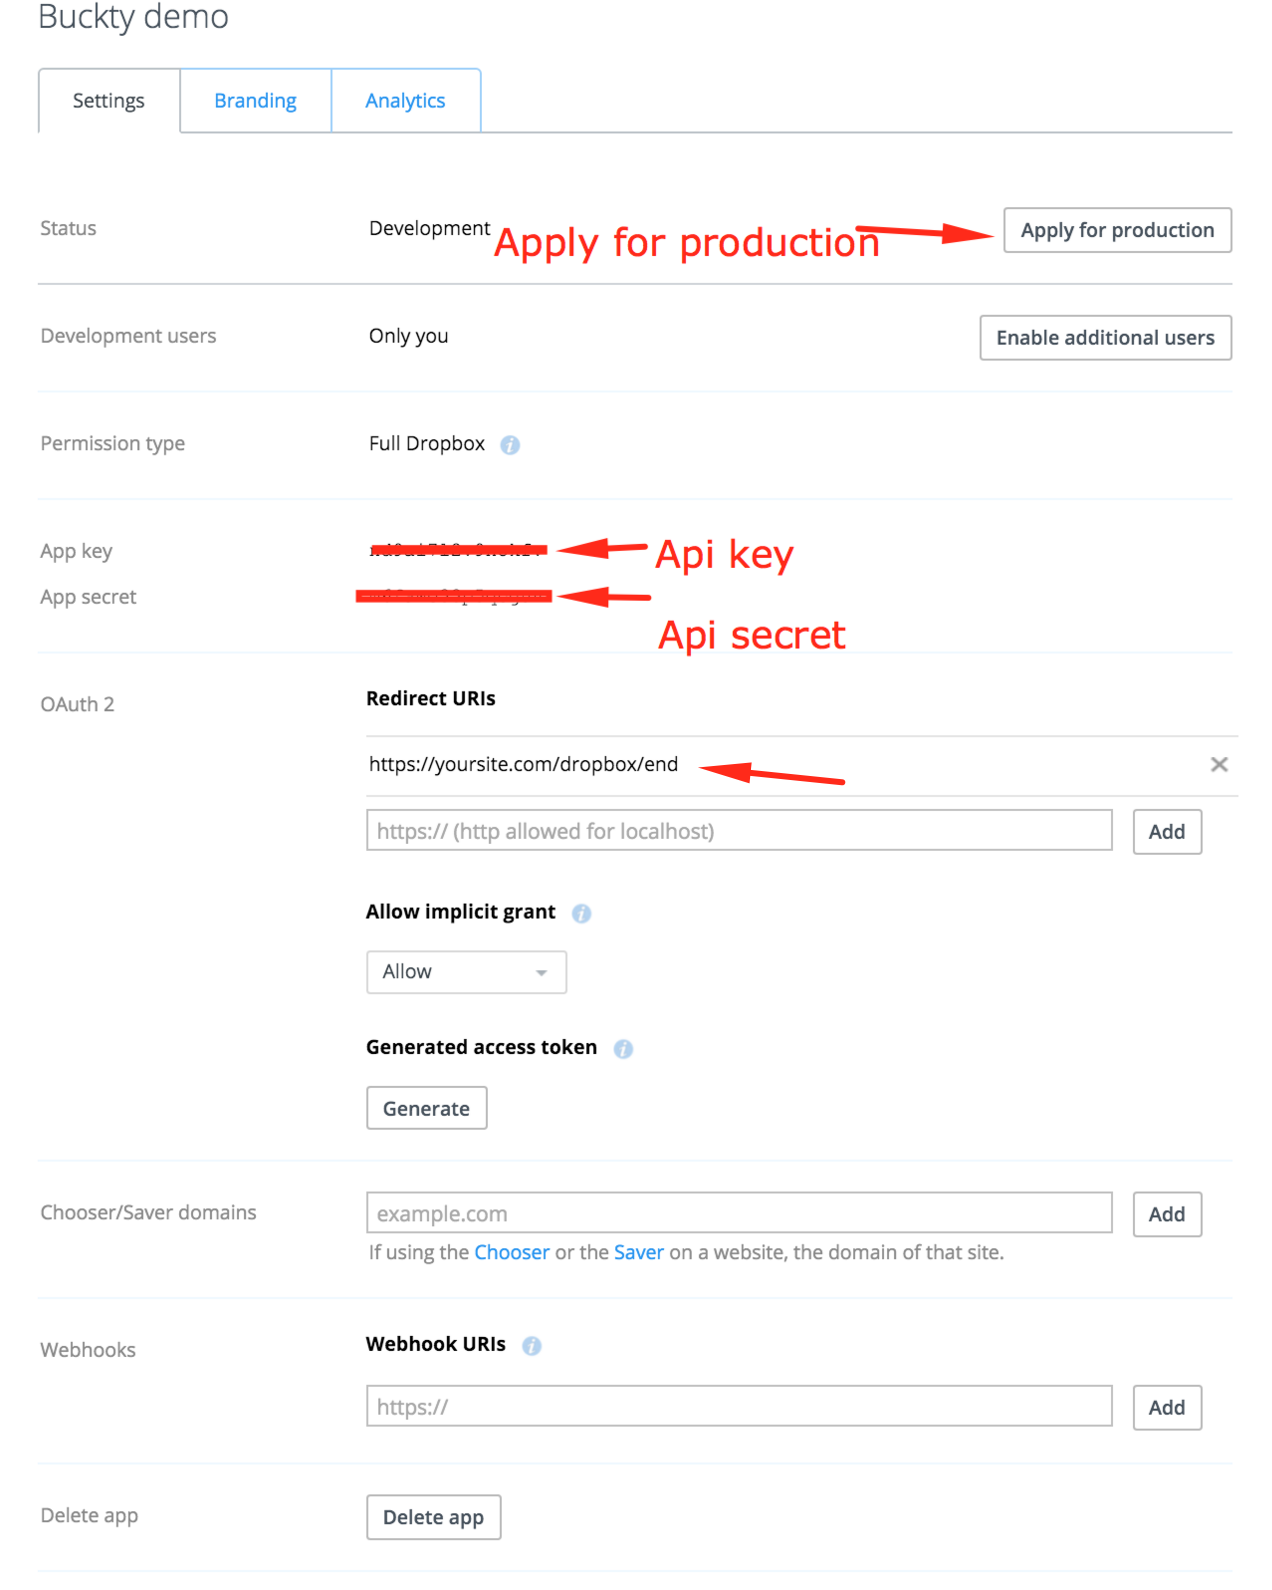 Buckty demo
Settings Branding Analytics
Status Development Apply for production Apply for production
Development users Only you Enable additional users
Permission type Full Dropbox i
App key Api key
App secret
Api secret
OAuth 2 Redirect URIs
https://yoursite.com/dropbox/end
https:// (http allowed for localhost) Add
Allow implicit grant i
Allow
Generated access token i
Generate
Chooser/Saver domains example.com Add
If using the Chooser or the Saver on a website, the domain of that site.
Webhooks Webhook URIs i
https:// Add
Delete app Delete app